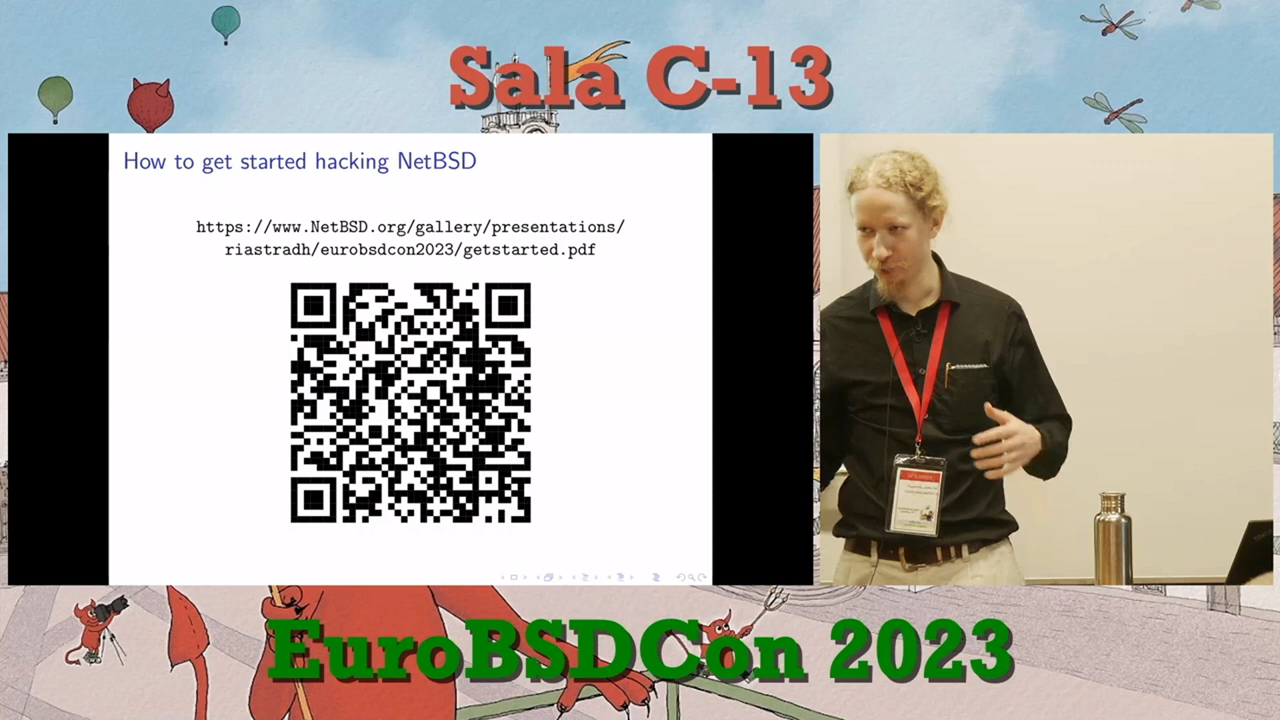 Sala C-13
How to get started hacking NetBSD
https://www.NetBSD.org/gallery/presentations/
riastradh/eurobsdcon2023/getstarted.pdf
EuroBSDCon 2023